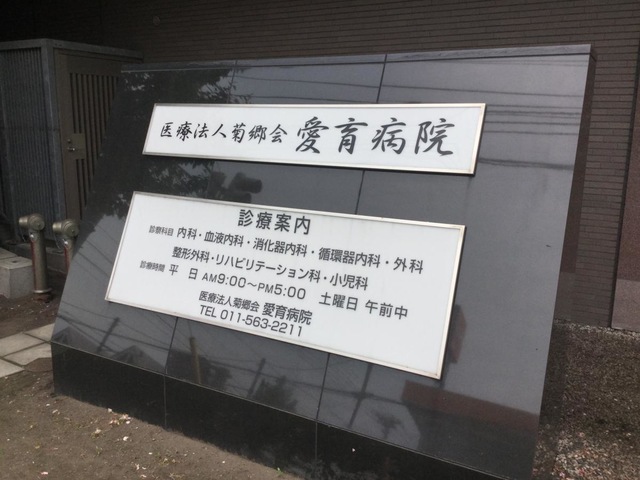 医療法人菊郷会 愛育病院
診療案内
診療科目 内科・血液内科・消化器内科・循環器内科・外科
整形外科・リハビリテーション科・小児科
診療時間 平 日 AM9:00～PM5:00 土曜日 午前中
医療法人菊郷会 愛育病院
TEL 011-563-2211